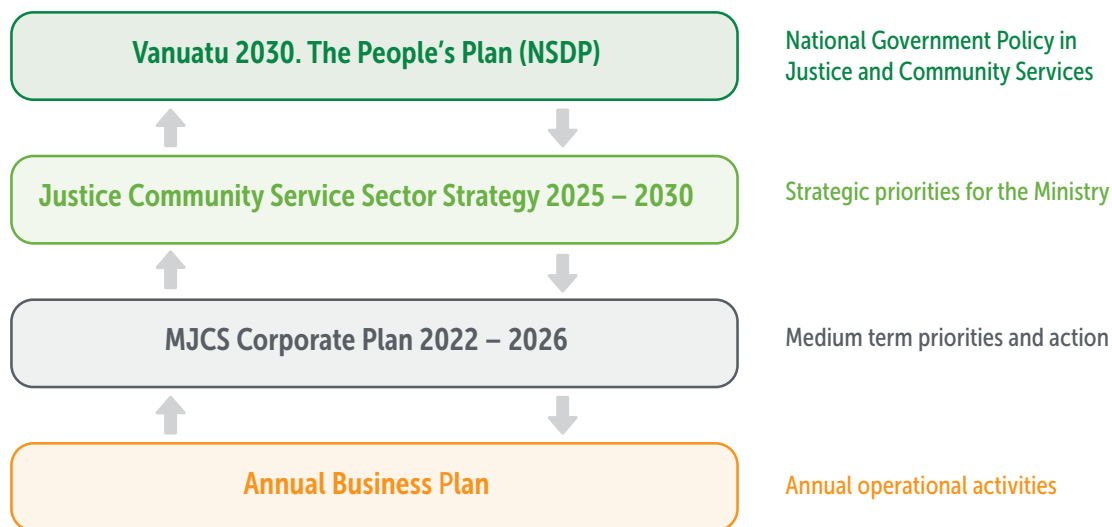 Vanuatu 2030. The People’s Plan (NSDP)
National Government Policy in
Justice and Community Services
Justice Community Service Sector Strategy 2025 – 2030
Strategic priorities for the Ministry
MJCS Corporate Plan 2022 – 2026
Medium term priorities and action
Annual Business Plan
Annual operational activities